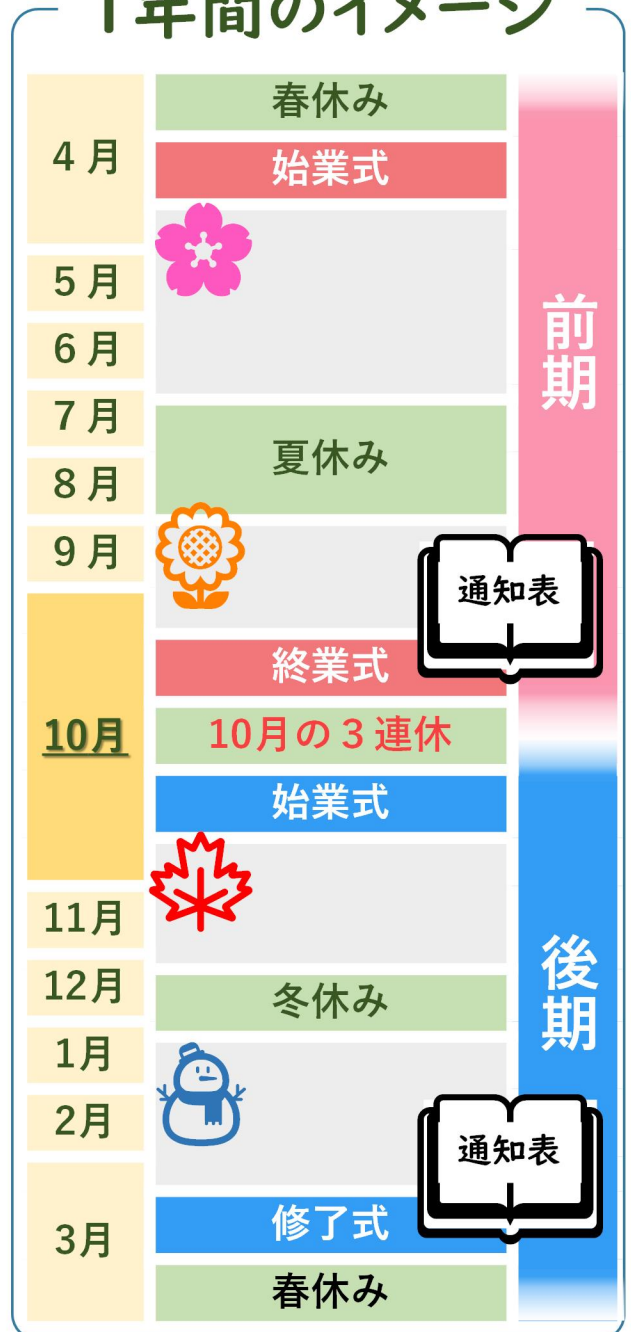 1年間のイメージ
4月
春休み
始業式
5月
6月
前期
7月
夏休み
8月
9月
通知表
終業式
10月
10月の3連休
始業式
11月
後期
12月
冬休み
1月
2月
通知表
3月
修了式
春休み